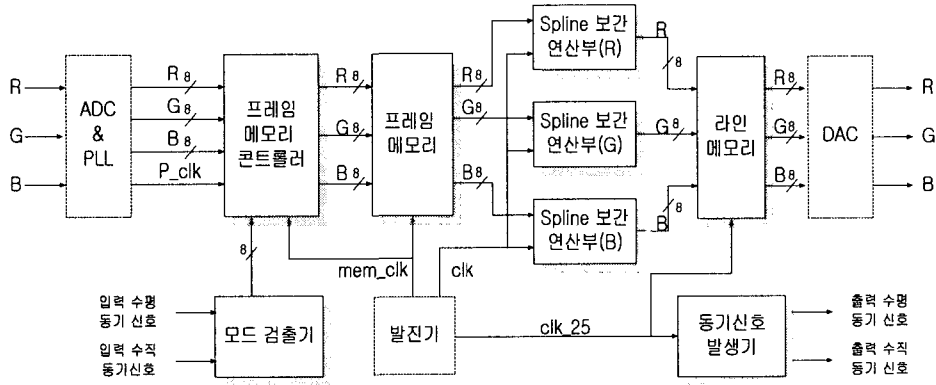 R
G
B
ADC
&
PLL
R 8
G 8
B 8
P_clk
프레임
메모리
콘트롤러
R 8
G 8
B 8
프레임
메모리
R 8
G 8
B 8
Spline 보간
연산부(R)
Spline 보간
연산부(G)
Spline 보간
연산부(B)
R
8
G 8
8
B
라인
메모리
R 8
G 8
B 8
DAC
R
G
B
8
mem_clk
clk
입력 수평
동기 신호
입력 수직
동기신호
모드 검출기
발진기
clk_25
동기신호
발생기
출력 수평
동기 신호
출력 수직
동기 신호